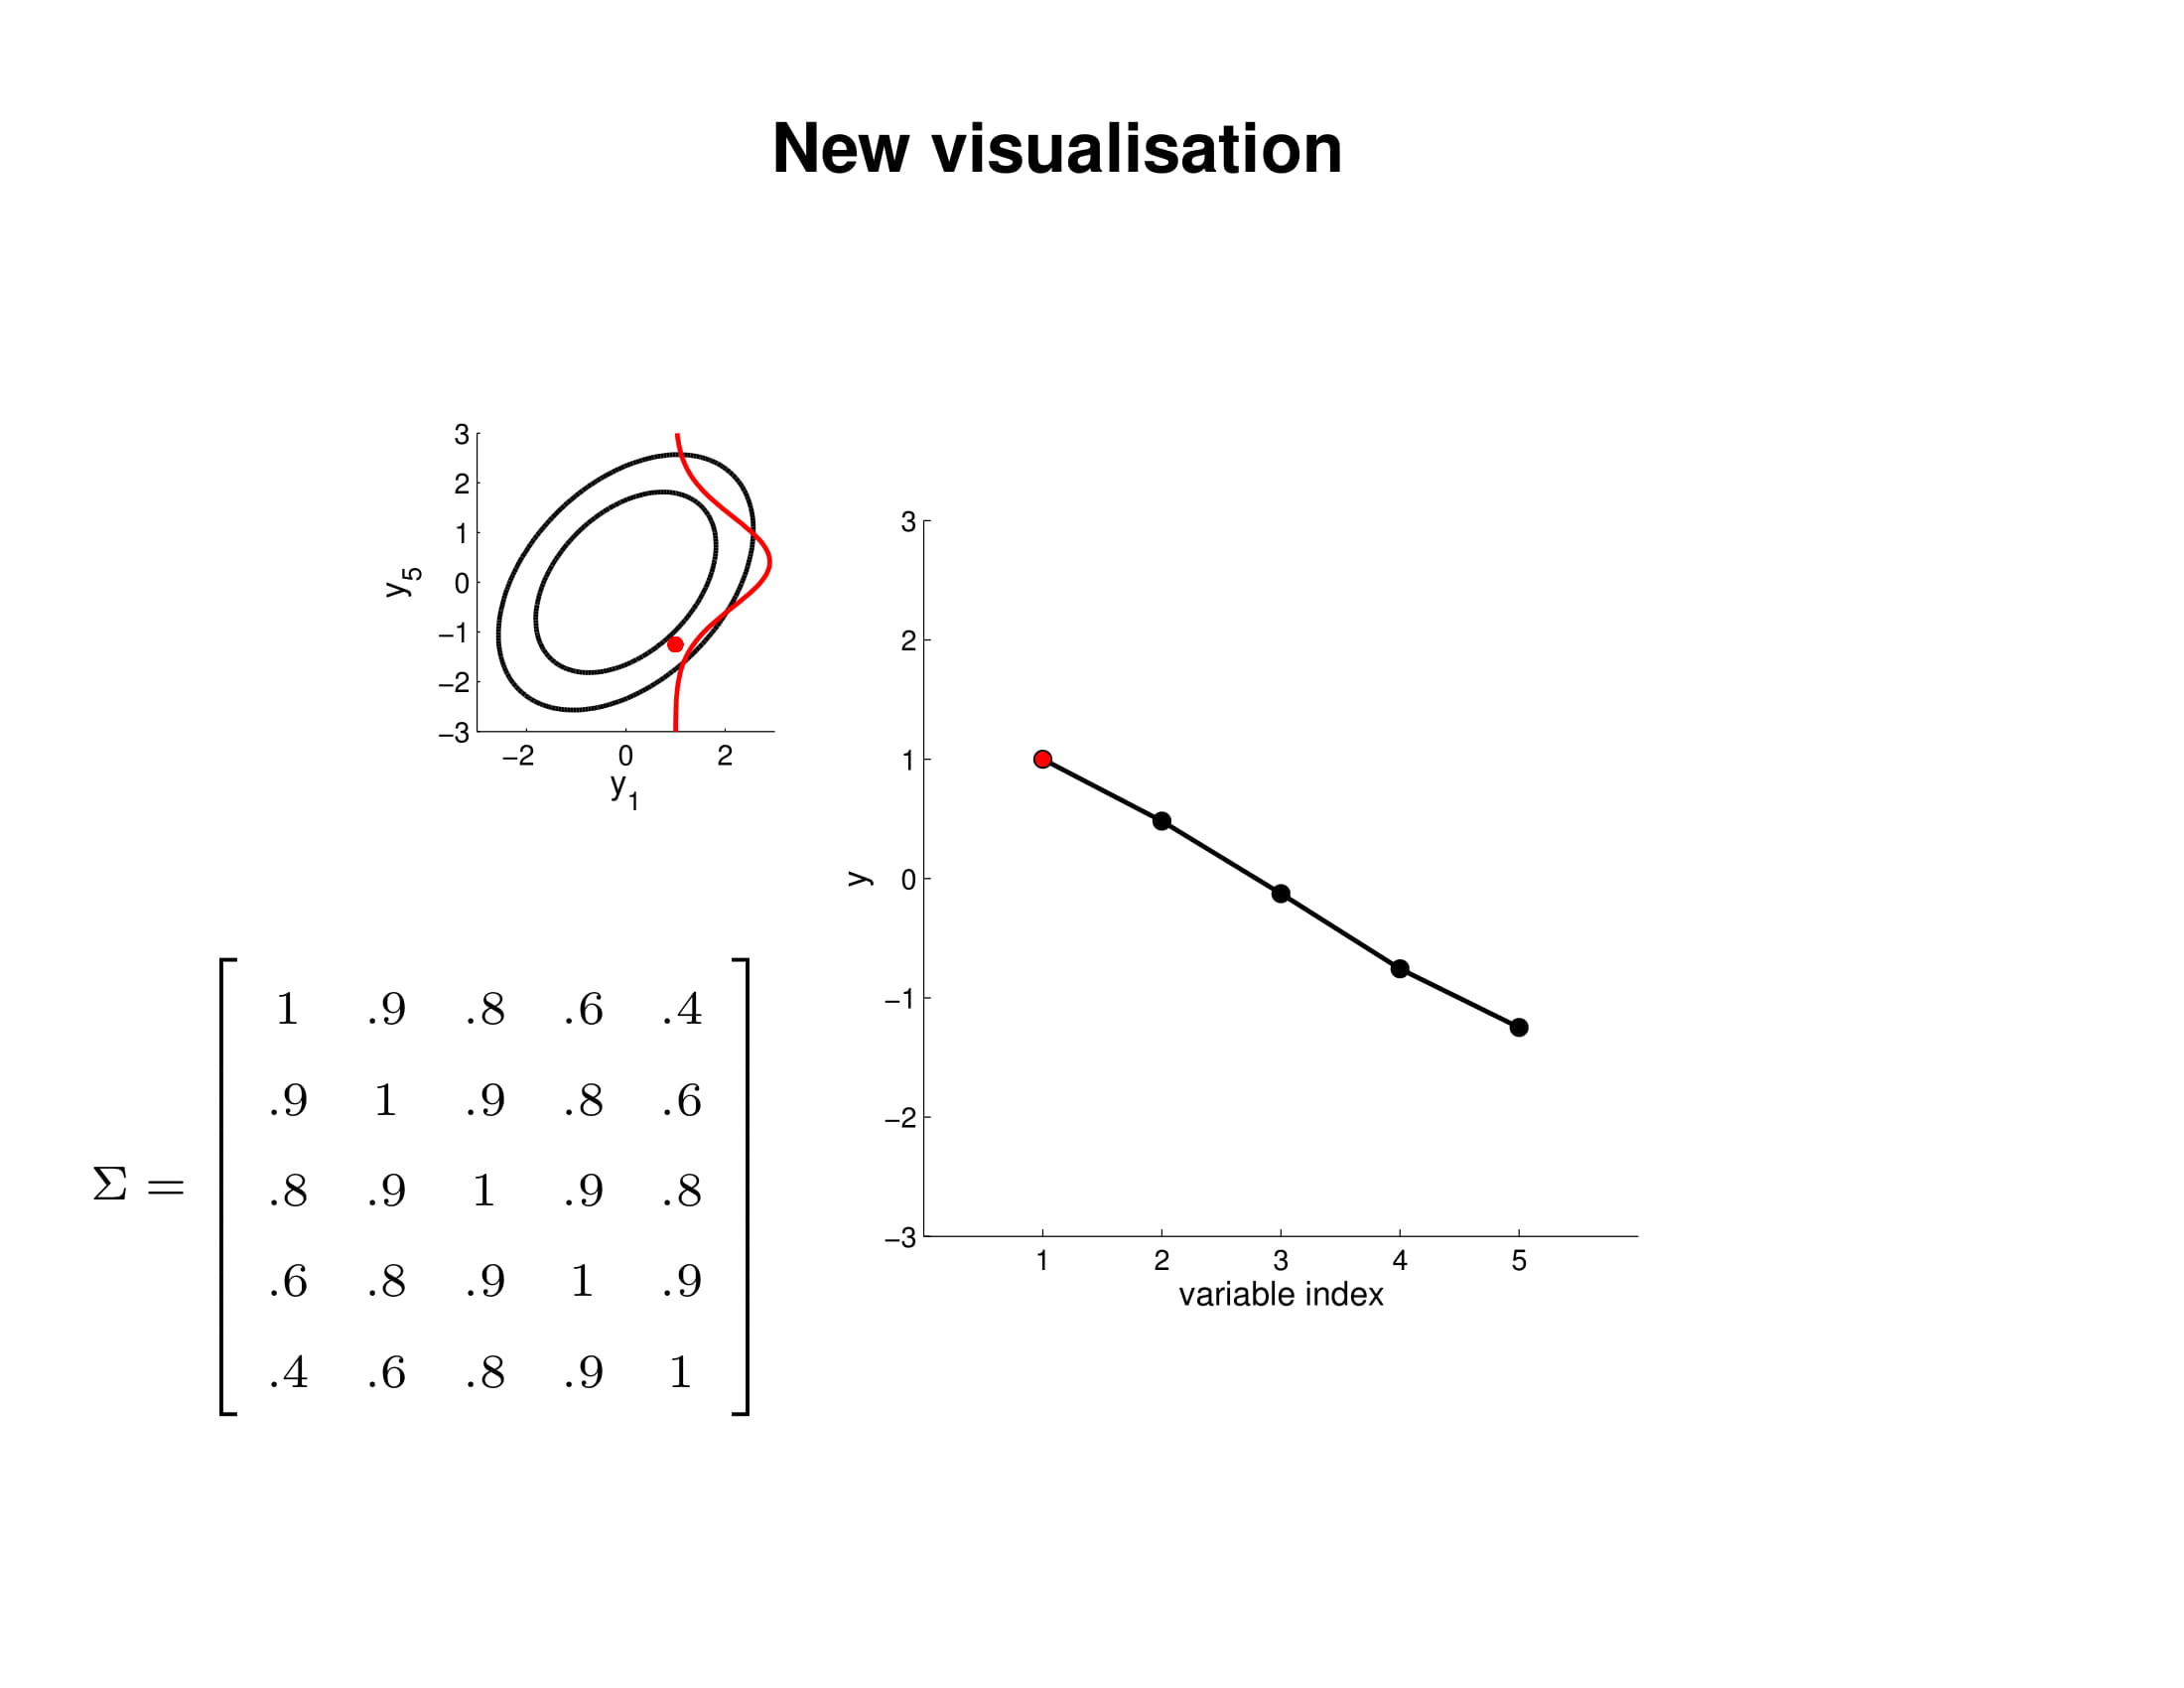 New visualisation
3
2
1
0
−1
−2
−3
y5
−2 0 2
y1
Σ =
1 .9 .8 .6 .4
.9 1 .9 .8 .6
.8 .9 1 .9 .8
.6 .8 .9 1 .9
.4 .6 .8 .9 1
3
2
1
0
−1
−2
−3
y
1 2 3 4 5
variable index